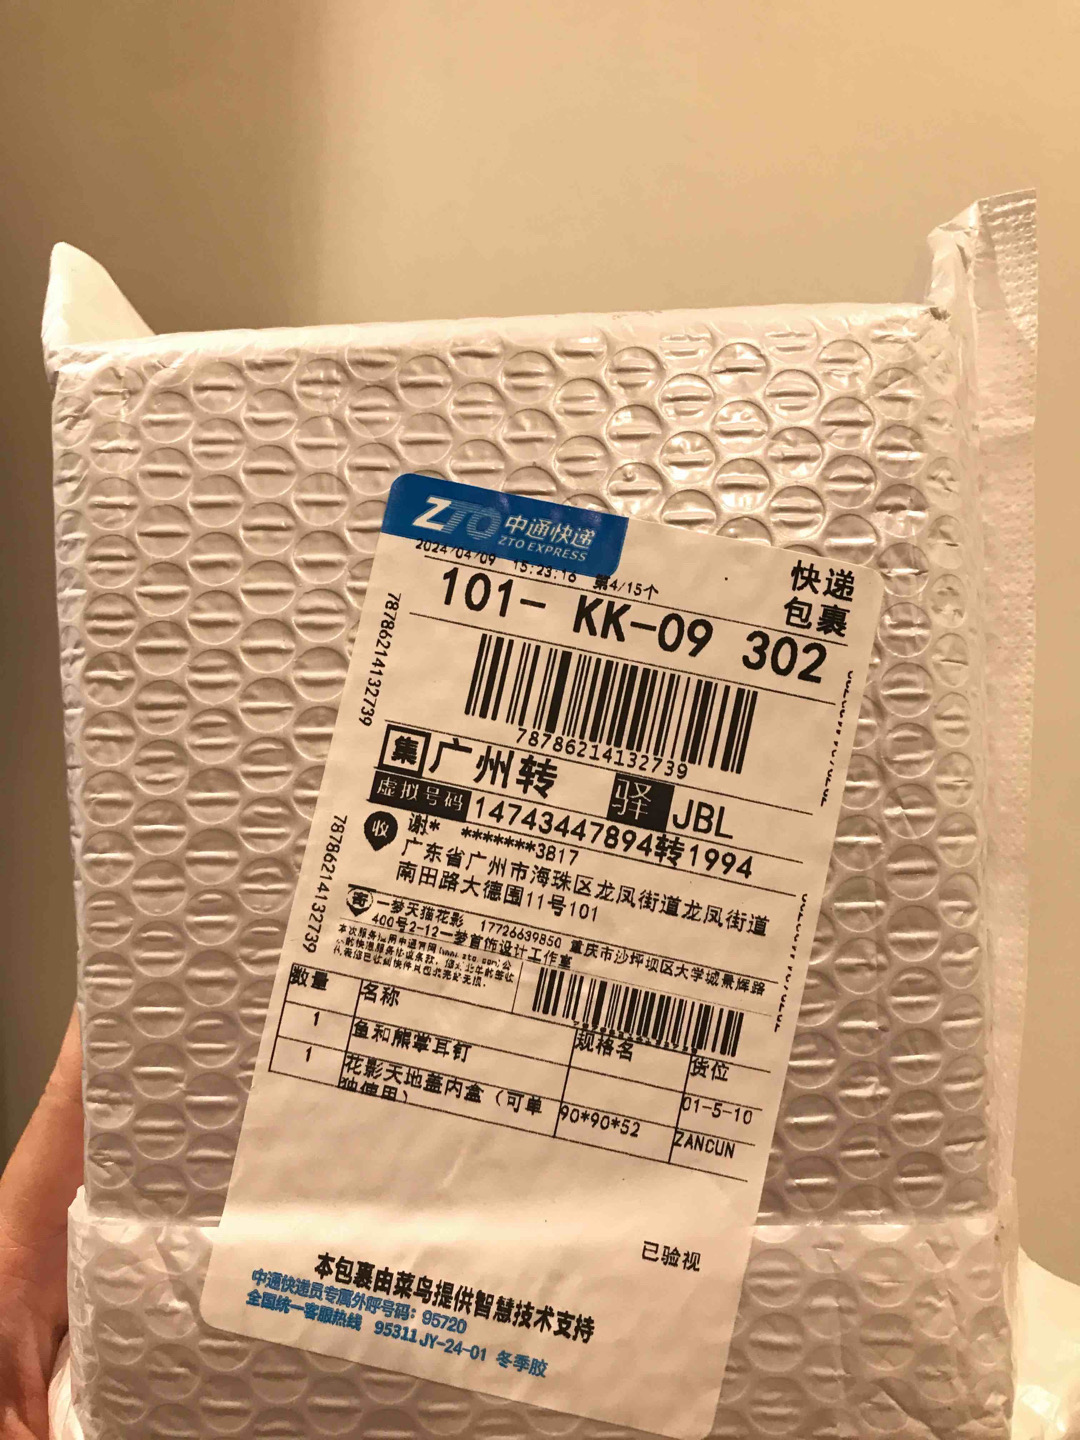 ZTO 中通快递
ZTO EXPRESS
2024/04/09 15:23:16 第4/15个
快递
包裹
101- KK-09 302
78786214132739
78786214132739
集 广州转 驿 JBL
虚拟号码 14743447894转1994
收 谢* *******3817
广东省广州市海珠区龙凤街道龙凤街道
南田路大德围11号101
78786214132739
寄 一梦天猫花影 17726639850 重庆市沙坪坝区大学城景辉路
400号2-12一梦首饰设计工作室
数量 名称 规格名 货位
1 鱼和熊掌耳钉 01-5-10
1 花影天地盖内盒（可单 90*90*52 ZANCUN
独使用）
已验视
本包裹由菜鸟提供智慧技术支持
中通快递员专属外呼号码：95720
全国统一客服热线 95311 JY-24-01 冬季胶